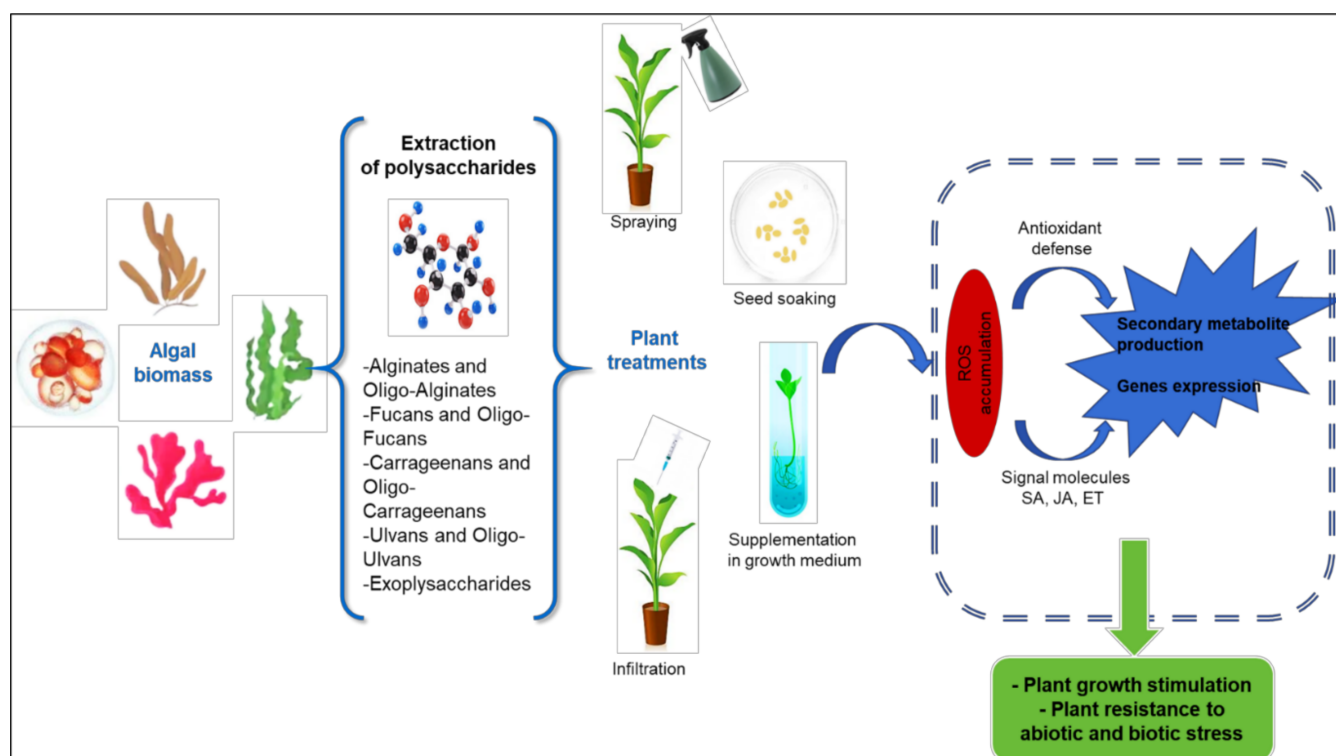 Algal
biomass
Extraction
of polysaccharides
-Alginates and
Oligo-Alginates
-Fucans and Oligo-
Fucans
-Carrageenans and
Oligo-
Carrageenans
-Ulvans and Oligo-
Ulvans
-Exoplysaccharides
Spraying
Seed soaking
Plant
treatments
Supplementation
in growth medium
Infiltration
ROS
accumulation
Antioxidant
defense
Secondary metabolite
production
Genes expression
Signal molecules
SA, JA, ET
- Plant growth stimulation
- Plant resistance to
abiotic and biotic stress